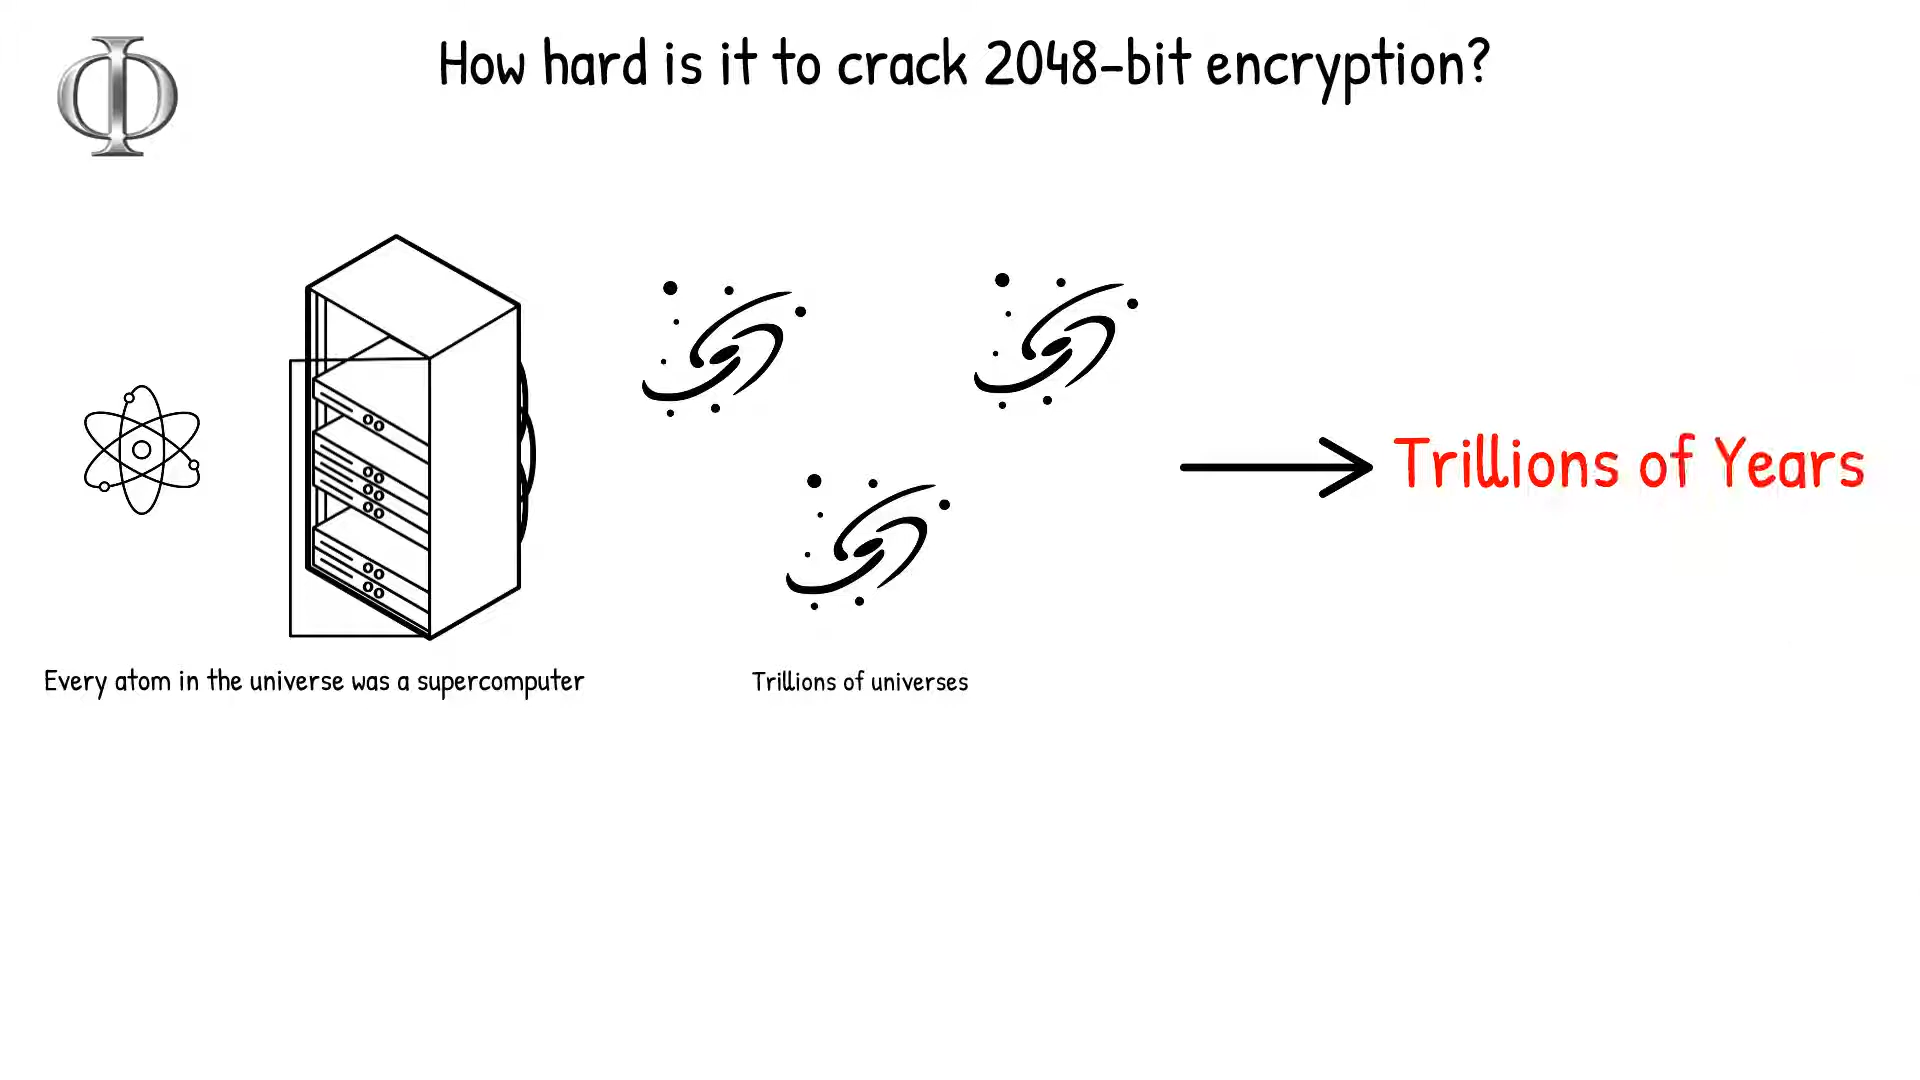 How hard is it to crack 2048-bit encryption?
Trillions of Years
Every atom in the universe was a supercomputer
Trillions of universes